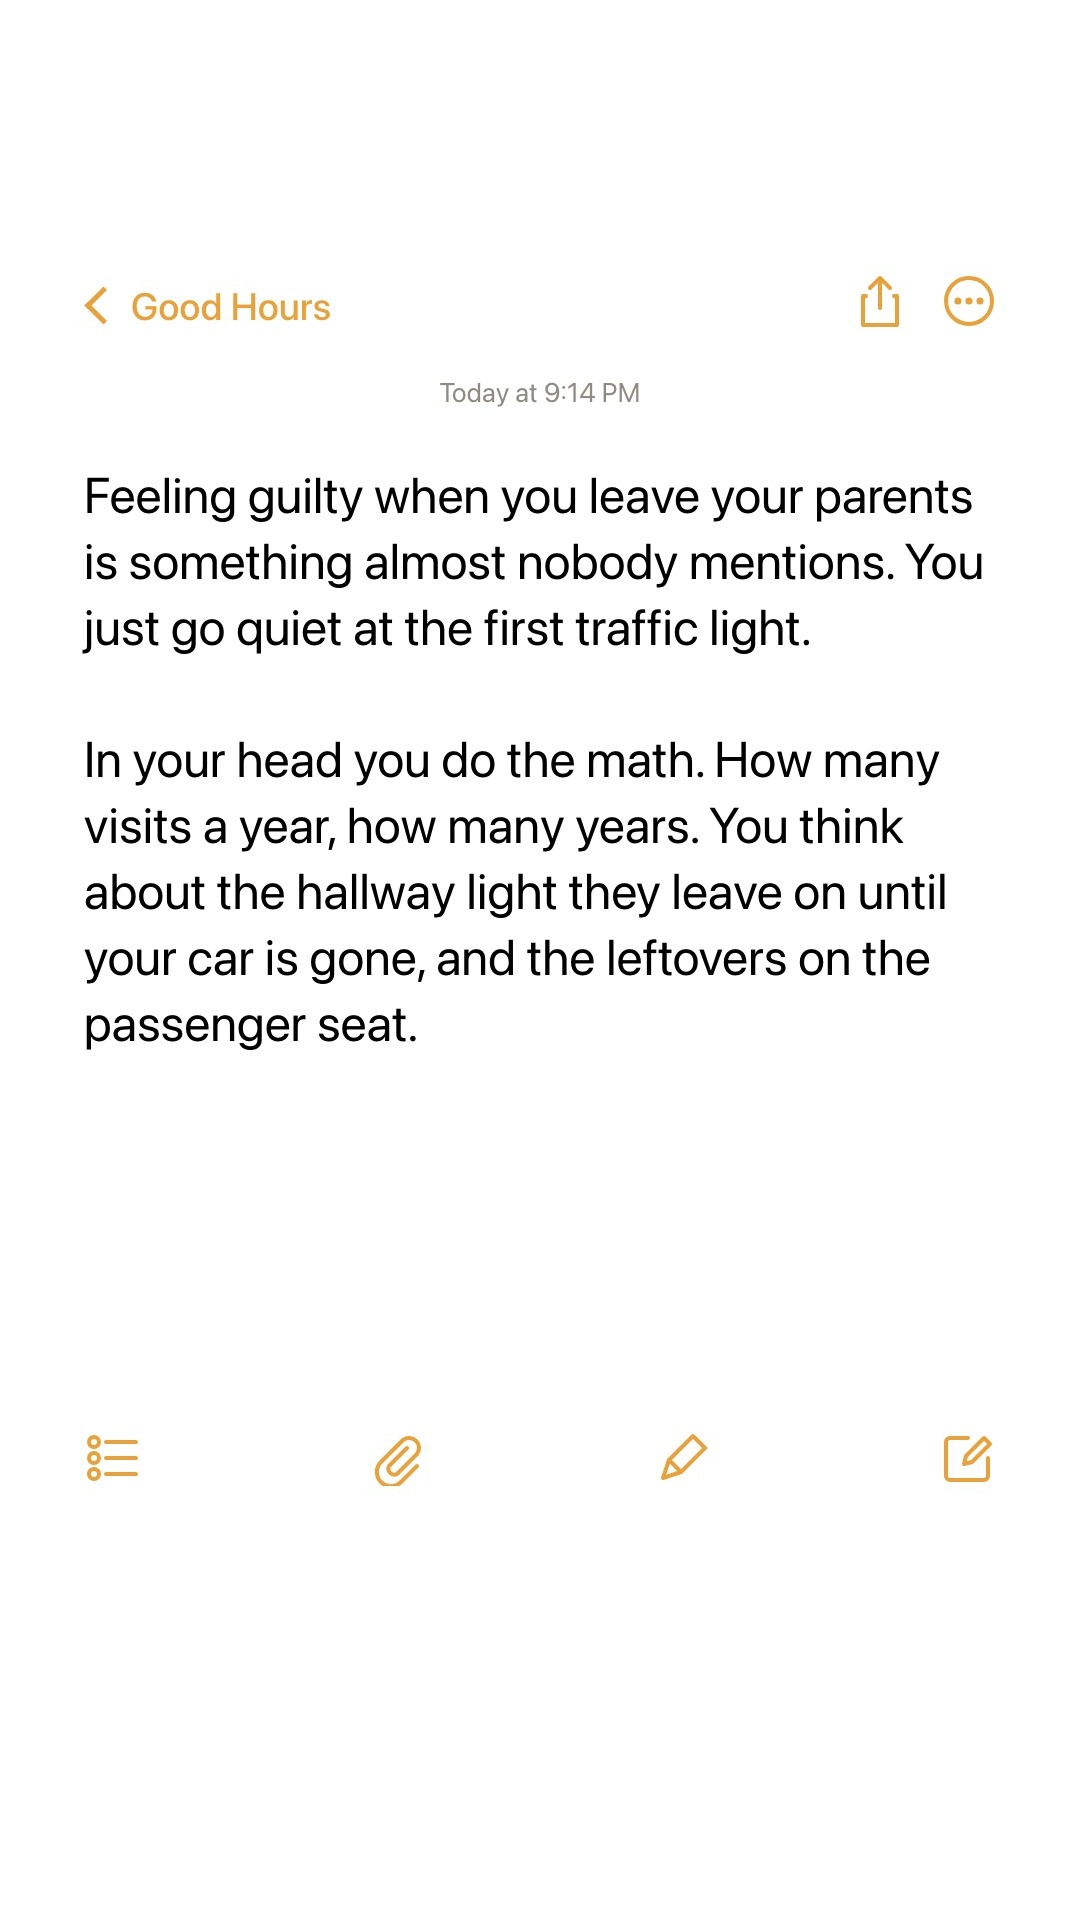 Good Hours
Today at 9:14 PM
Feeling guilty when you leave your parents
is something almost nobody mentions. You
just go quiet at the first traffic light.
In your head you do the math. How many
visits a year, how many years. You think
about the hallway light they leave on until
your car is gone, and the leftovers on the
passenger seat.